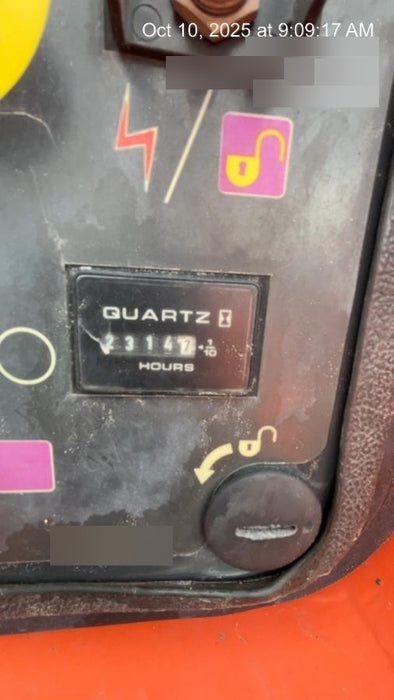 Oct 10, 2025 at 9:09:17 AM
QUARTZ
23147 1/10
HOURS